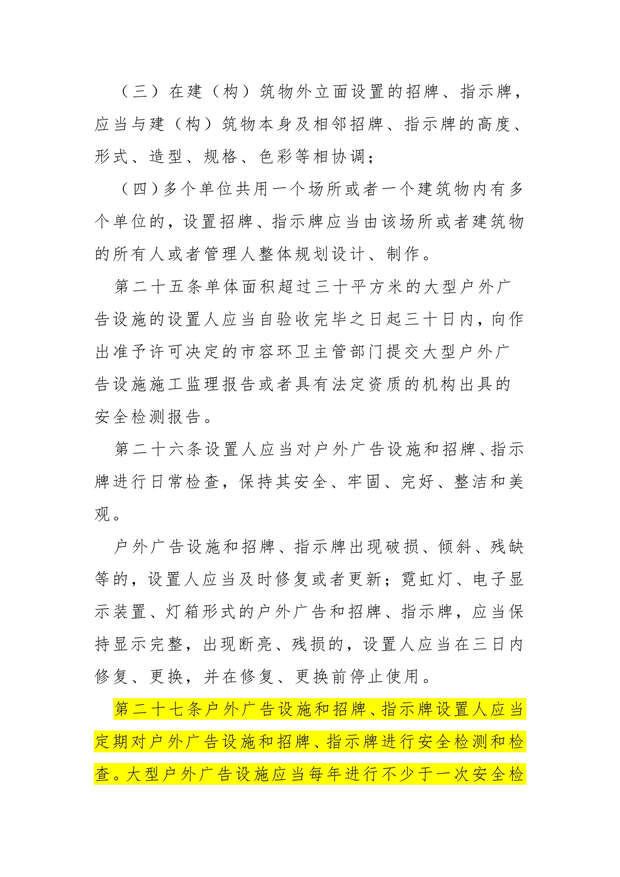 （三）在建（构）筑物外立面设置的招牌、指示牌，
应当与建（构）筑物本身及相邻招牌、指示牌的高度、
形式、造型、规格、色彩等相协调；
（四）多个单位共用一个场所或者一个建筑物内有多
个单位的，设置招牌、指示牌应当由该场所或者建筑物
的所有人或者管理人整体规划设计、制作。
第二十五条单体面积超过三十平方米的大型户外广
告设施的设置人应当自验收完毕之日起三十日内，向作
出准予许可决定的市容环卫主管部门提交大型户外广
告设施施工监理报告或者具有法定资质的机构出具的
安全检测报告。
第二十六条设置人应当对户外广告设施和招牌、指示
牌进行日常检查，保持其安全、牢固、完好、整洁和美
观。
户外广告设施和招牌、指示牌出现破损、倾斜、残缺
等的，设置人应当及时修复或者更新；霓虹灯、电子显
示装置、灯箱形式的户外广告和招牌、指示牌，应当保
持显示完整，出现断亮、残损的，设置人应当在三日内
修复、更换，并在修复、更换前停止使用。
第二十七条户外广告设施和招牌、指示牌设置人应当
定期对户外广告设施和招牌、指示牌进行安全检测和检
查。大型户外广告设施应当每年进行不少于一次安全检